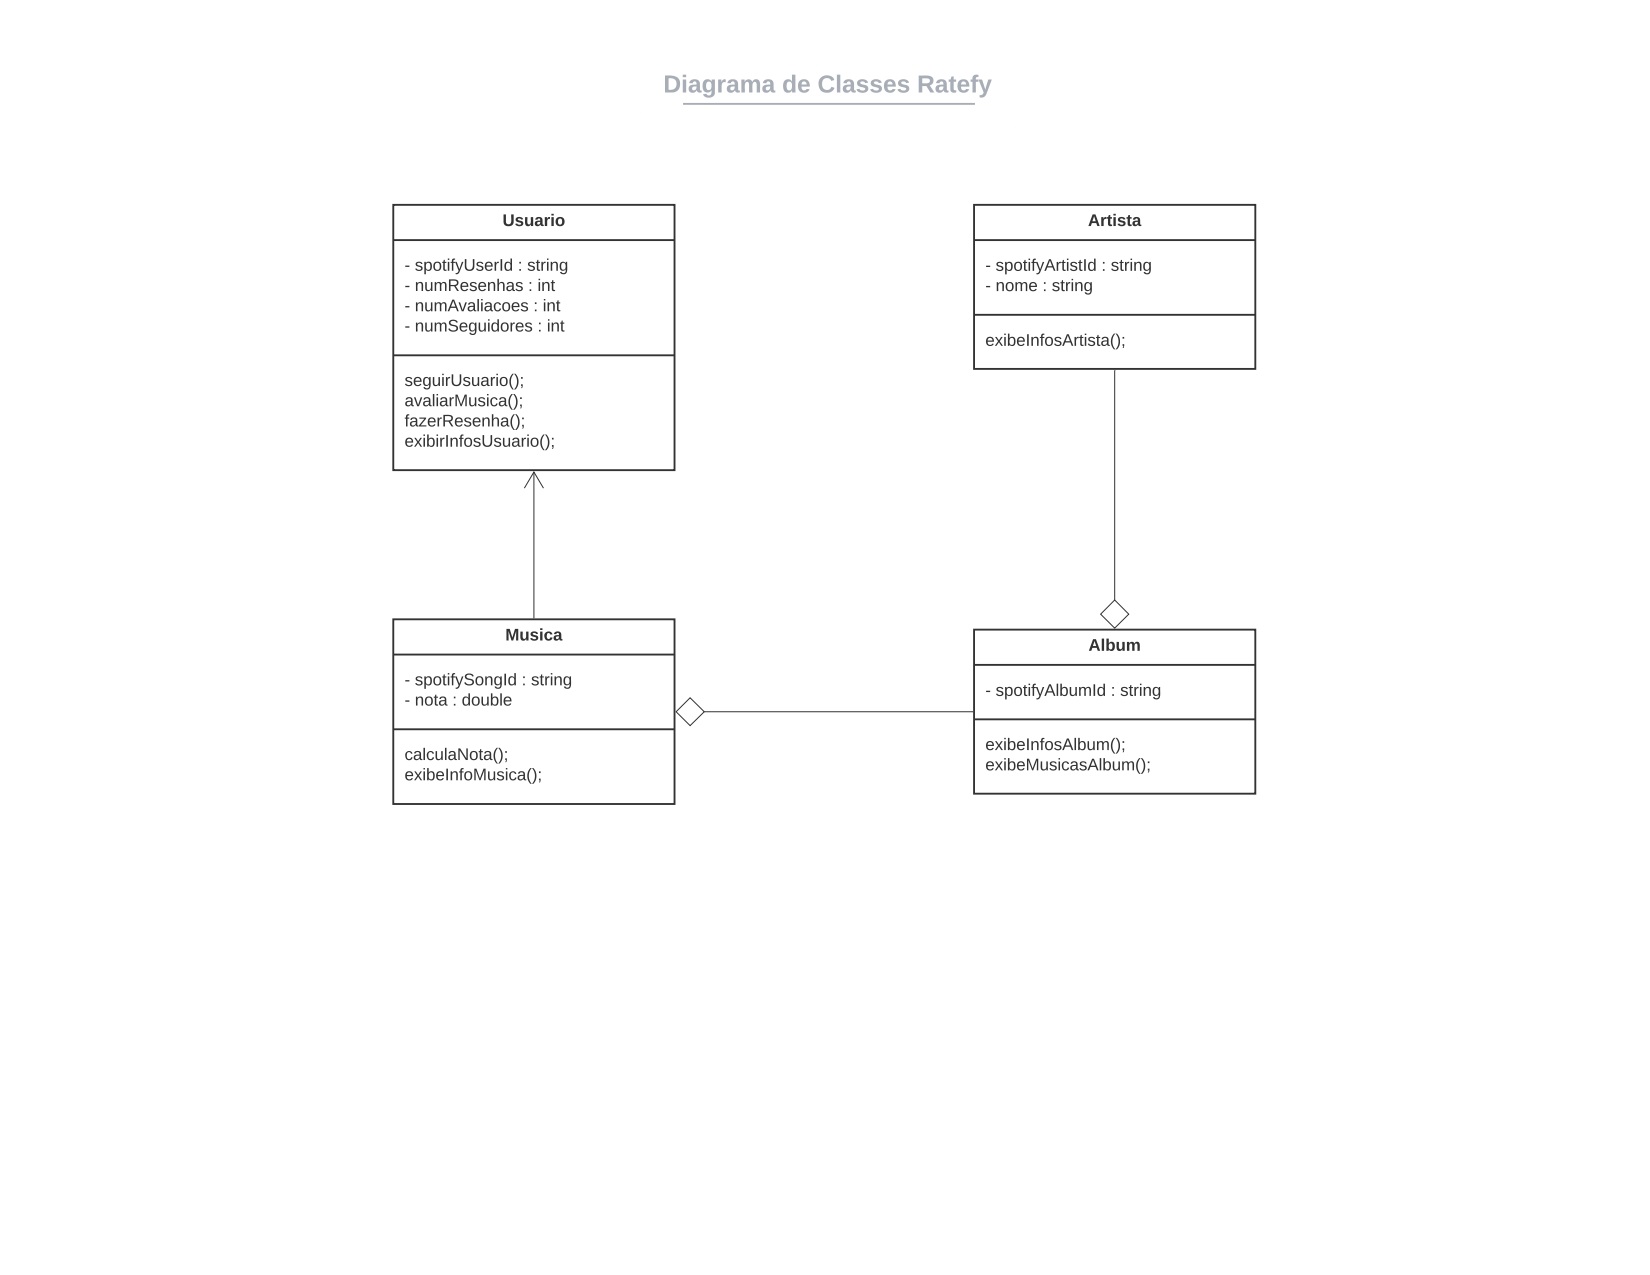 Diagrama de Classes Ratefy
Usuario
- spotifyUserId : string
- numResenhas : int
- numAvaliacoes : int
- numSeguidores : int
seguirUsuario();
avaliarMusica();
fazerResenha();
exibirInfosUsuario();
Artista
- spotifyArtistId : string
- nome : string
exibeInfosArtista();
Musica
- spotifySongId : string
- nota : double
calculaNota();
exibeInfoMusica();
Album
- spotifyAlbumId : string
exibeInfosAlbum();
exibeMusicasAlbum();